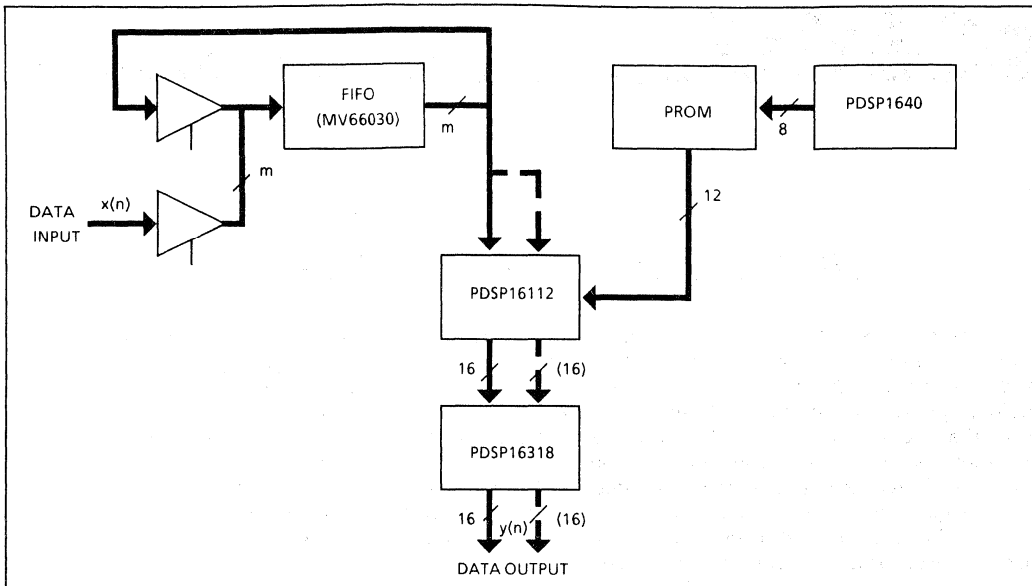 FIFO
(MV66030)
m
PROM
8
PDSP1640
m
x(n)
DATA
INPUT
12
PDSP16112
16
(16)
PDSP16318
16
y(n)
(16)
DATA OUTPUT